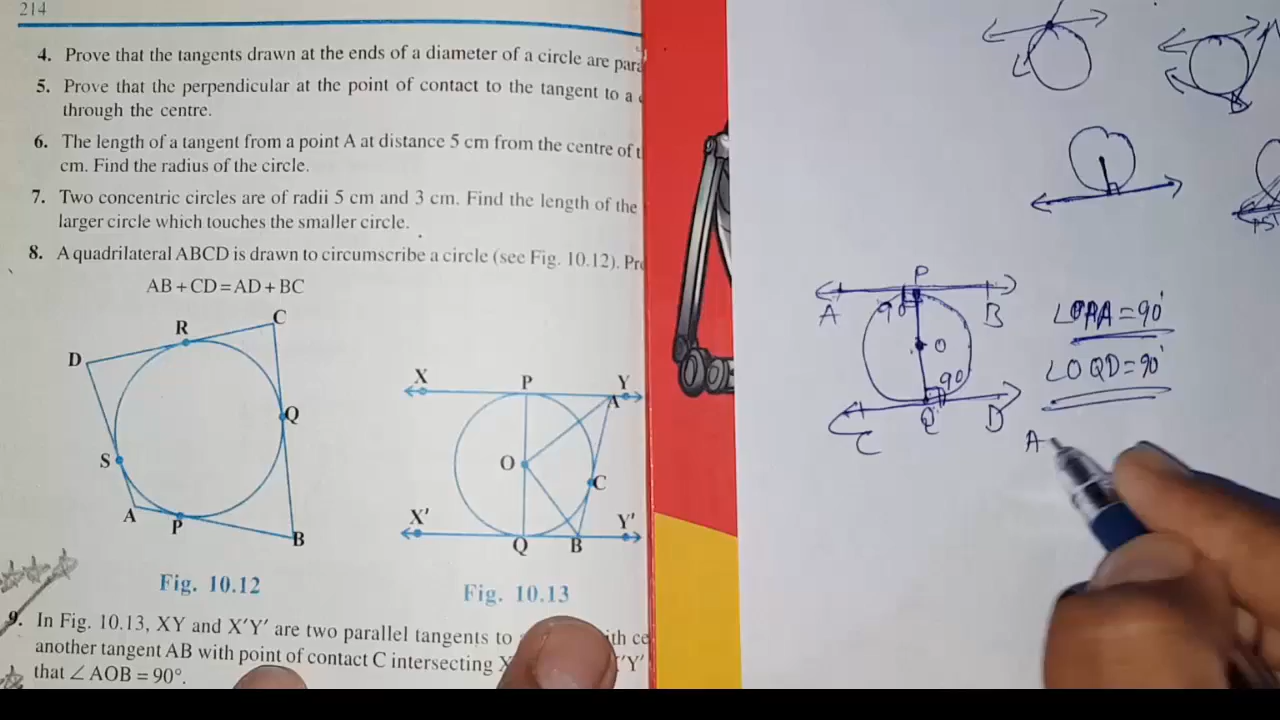 214
4. Prove that the tangents drawn at the ends of a diameter of a circle are
5. Prove that the perpendicular at the point of contact to the tangent to a
through the centre.
6. The length of a tangent from a point A at distance 5 cm from the centre of
cm. Find the radius of the circle.
7. Two concentric circles are of radii 5 cm and 3 cm. Find the length of the
larger circle which touches the smaller circle.
8. A quadrilateral ABCD is drawn to circumscribe a circle (see Fig. 10.12).
AB + CD = AD + BC
D R C
S Q
A P B
Fig. 10.12
X P Y
A
O C
X' Y'
Q B
Fig. 10.13
9. In Fig. 10.13, XY and X'Y' are two parallel tangents to
another tangent AB with point of contact C intersecting
that ∠ AOB = 90°.
P
A 90 B
O
90
C Q D
=90°
∠OQD=90°
A